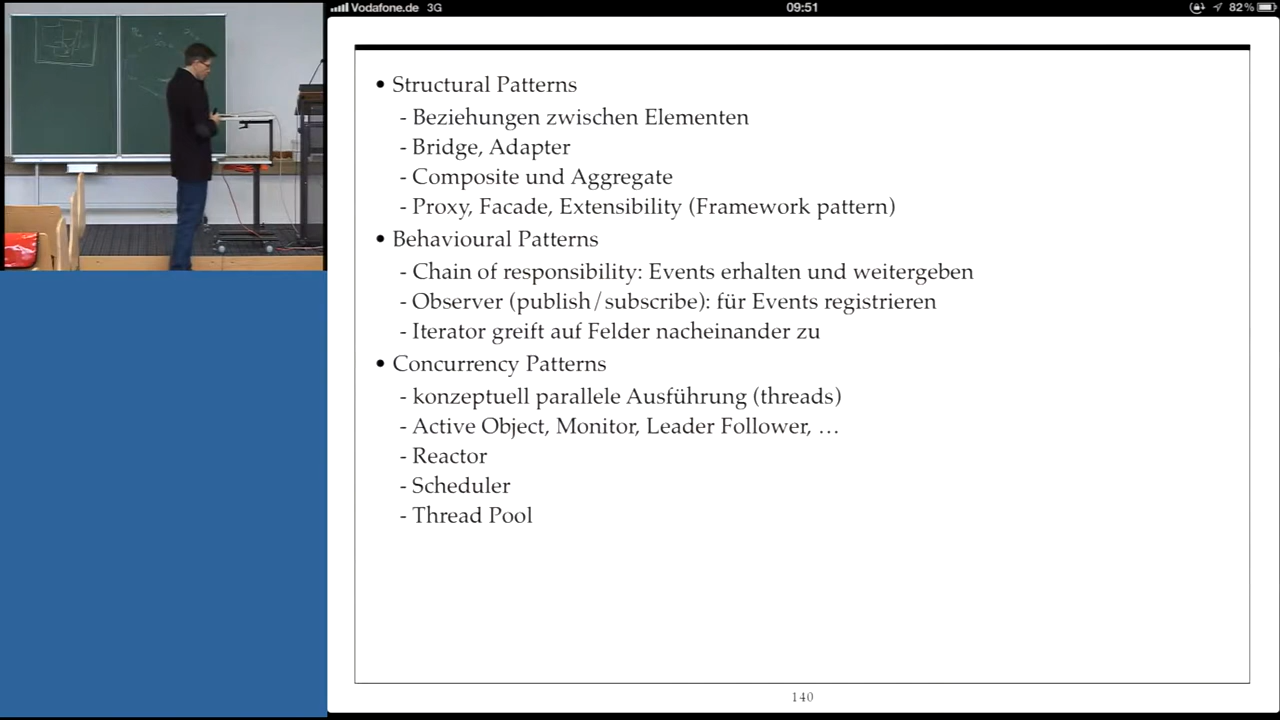 Vodafone.de 3G 09:51 82%
• Structural Patterns
- Beziehungen zwischen Elementen
- Bridge, Adapter
- Composite und Aggregate
- Proxy, Facade, Extensibility (Framework pattern)
• Behavioural Patterns
- Chain of responsibility: Events erhalten und weitergeben
- Observer (publish/subscribe): für Events registrieren
- Iterator greift auf Felder nacheinander zu
• Concurrency Patterns
- konzeptuell parallele Ausführung (threads)
- Active Object, Monitor, Leader Follower, …
- Reactor
- Scheduler
- Thread Pool
140